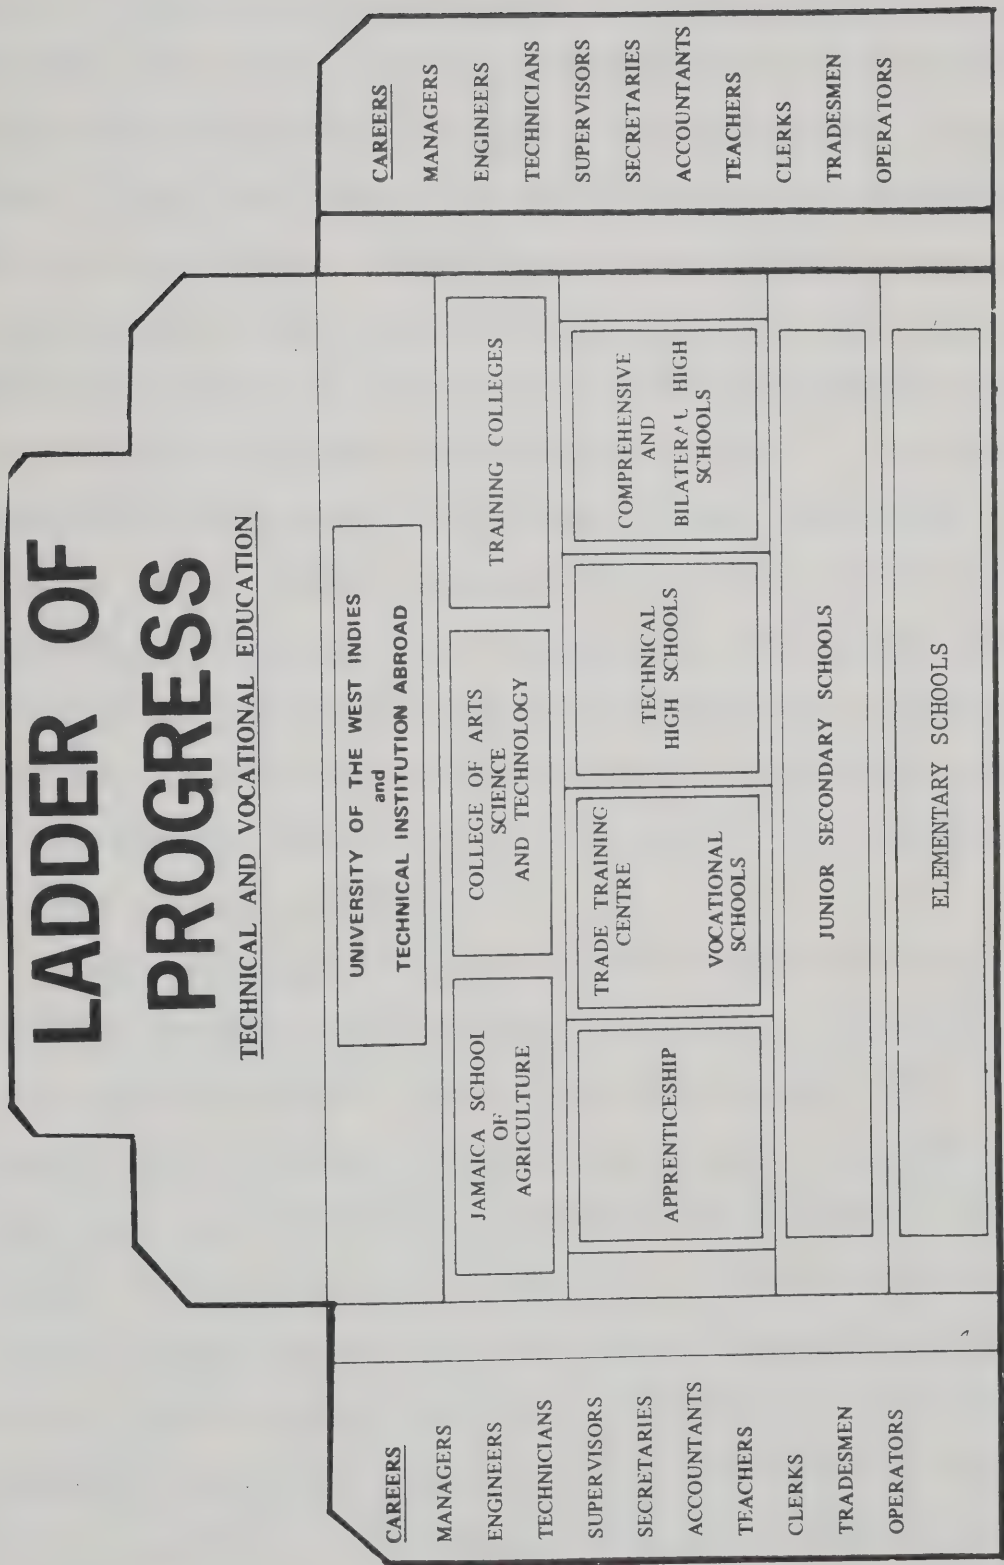 LADDER OF
PROGRESS
TECHNICAL AND VOCATIONAL EDUCATION
UNIVERSITY OF THE WEST INDIES
and
TECHNICAL INSTITUTION ABROAD
JAMAICA SCHOOL
OF
AGRICULTURE
COLLEGE OF ARTS
SCIENCE
AND TECHNOLOGY
TRAINING COLLEGES
APPRENTICESHIP
TRADE TRAINING
CENTRE
VOCATIONAL
SCHOOLS
TECHNICAL
HIGH SCHOOLS
COMPREHENSIVE
AND
BILATERAL HIGH
SCHOOLS
JUNIOR SECONDARY SCHOOLS
ELEMENTARY SCHOOLS
CAREERS
MANAGERS
ENGINEERS
TECHNICIANS
SUPERVISORS
SECRETARIES
ACCOUNTANTS
TEACHERS
CLERKS
TRADESMEN
OPERATORS
CAREERS
MANAGERS
ENGINEERS
TECHNICIANS
SUPERVISORS
SECRETARIES
ACCOUNTANTS
TEACHERS
CLERKS
TRADESMEN
OPERATORS